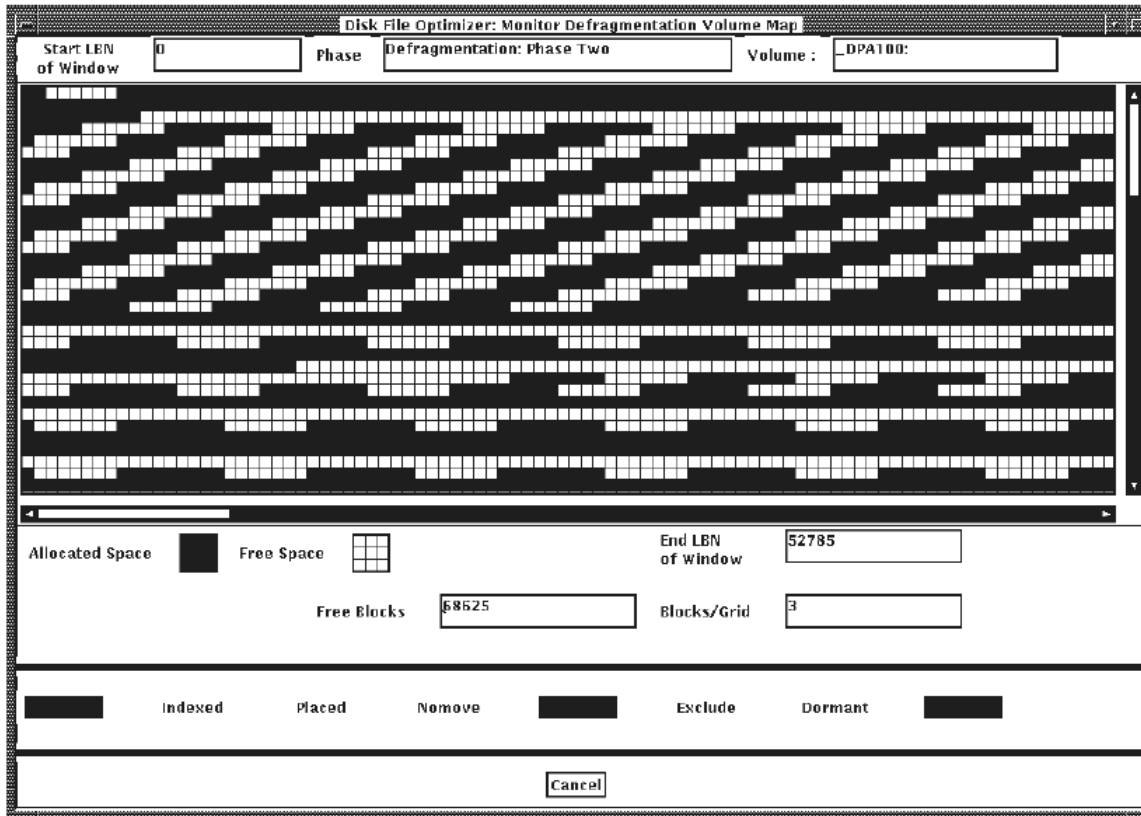 Disk File Optimizer: Monitor Defragmentation Volume Map
Start LBN of Window 0 Phase Defragmentation: Phase Two Volume : _DPA100:
Allocated Space Free Space End LBN of Window 52785
Free Blocks 68625 Blocks/Grid 3
Indexed Placed Nomove Exclude Dormant
Cancel